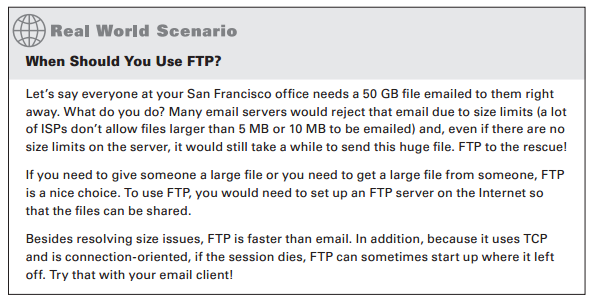 Real World Scenario
When Should You Use FTP?
Let's say everyone at your San Francisco office needs a 50 GB file emailed to them right
away. What do you do? Many email servers would reject that email due to size limits (a lot
of ISPs don't allow files larger than 5 MB or 10 MB to be emailed) and, even if there are no
size limits on the server, it would still take a while to send this huge file. FTP to the rescue!
If you need to give someone a large file or you need to get a large file from someone, FTP
is a nice choice. To use FTP, you would need to set up an FTP server on the Internet so
that the files can be shared.
Besides resolving size issues, FTP is faster than email. In addition, because it uses TCP
and is connection-oriented, if the session dies, FTP can sometimes start up where it left
off. Try that with your email client!